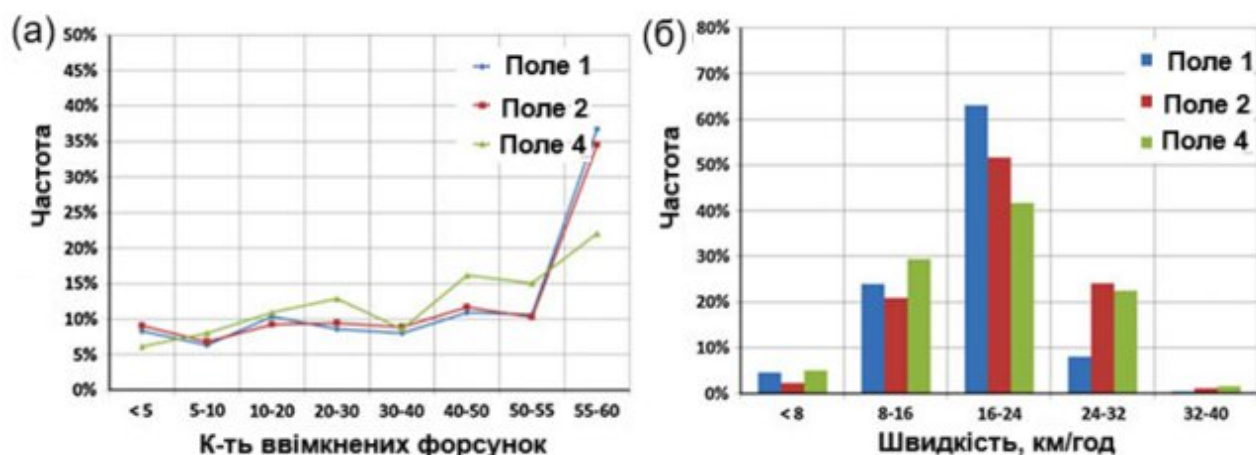 (а)
50%
45%
40%
35%
30%
25%
20%
15%
10%
5%
0%
Частота
Поле 1
Поле 2
Поле 4
< 5
5-10
10-20
20-30
30-40
40-50
50-55
55-60
К-ть ввімкнених форсунок
(б)
80%
70%
60%
50%
40%
30%
20%
10%
0%
Частота
Поле 1
Поле 2
Поле 4
< 8
8-16
16-24
24-32
32-40
Швидкість, км/год